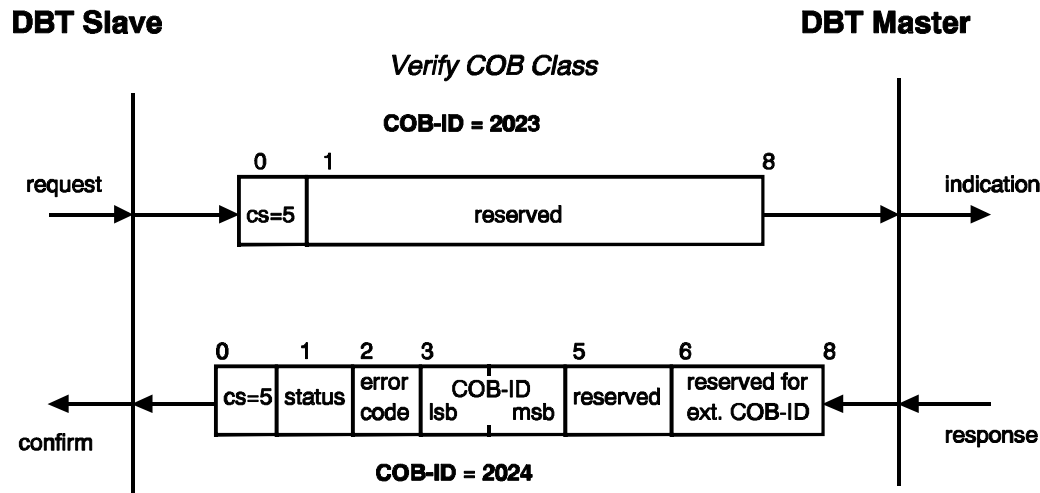 DBT Slave
DBT Master
Verify COB Class
COB-ID = 2023
0 1 8
request
indication
cs=5 reserved
0 1 2 3 5 6 8
cs=5 status error code COB-ID lsb msb reserved reserved for ext. COB-ID
confirm
response
COB-ID = 2024